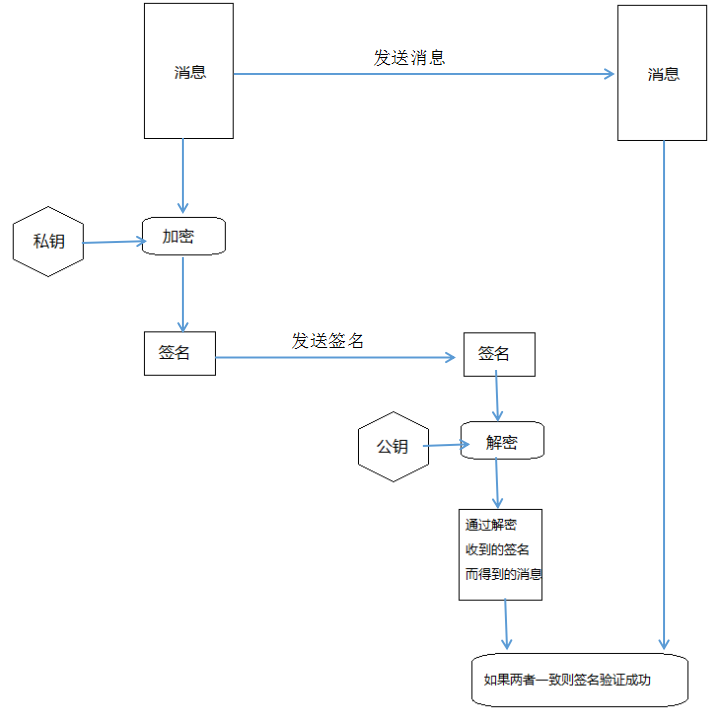 消息
发送消息
消息
私钥
加密
签名
发送签名
签名
公钥
解密
通过解密
收到的签名
而得到的消息
如果两者一致则签名验证成功